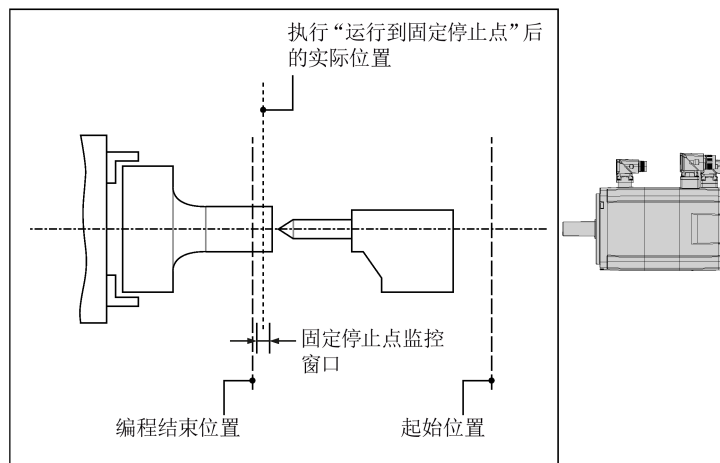 执行“运行到固定停止点”后
的实际位置
固定停止点监控
窗口
编程结束位置
起始位置